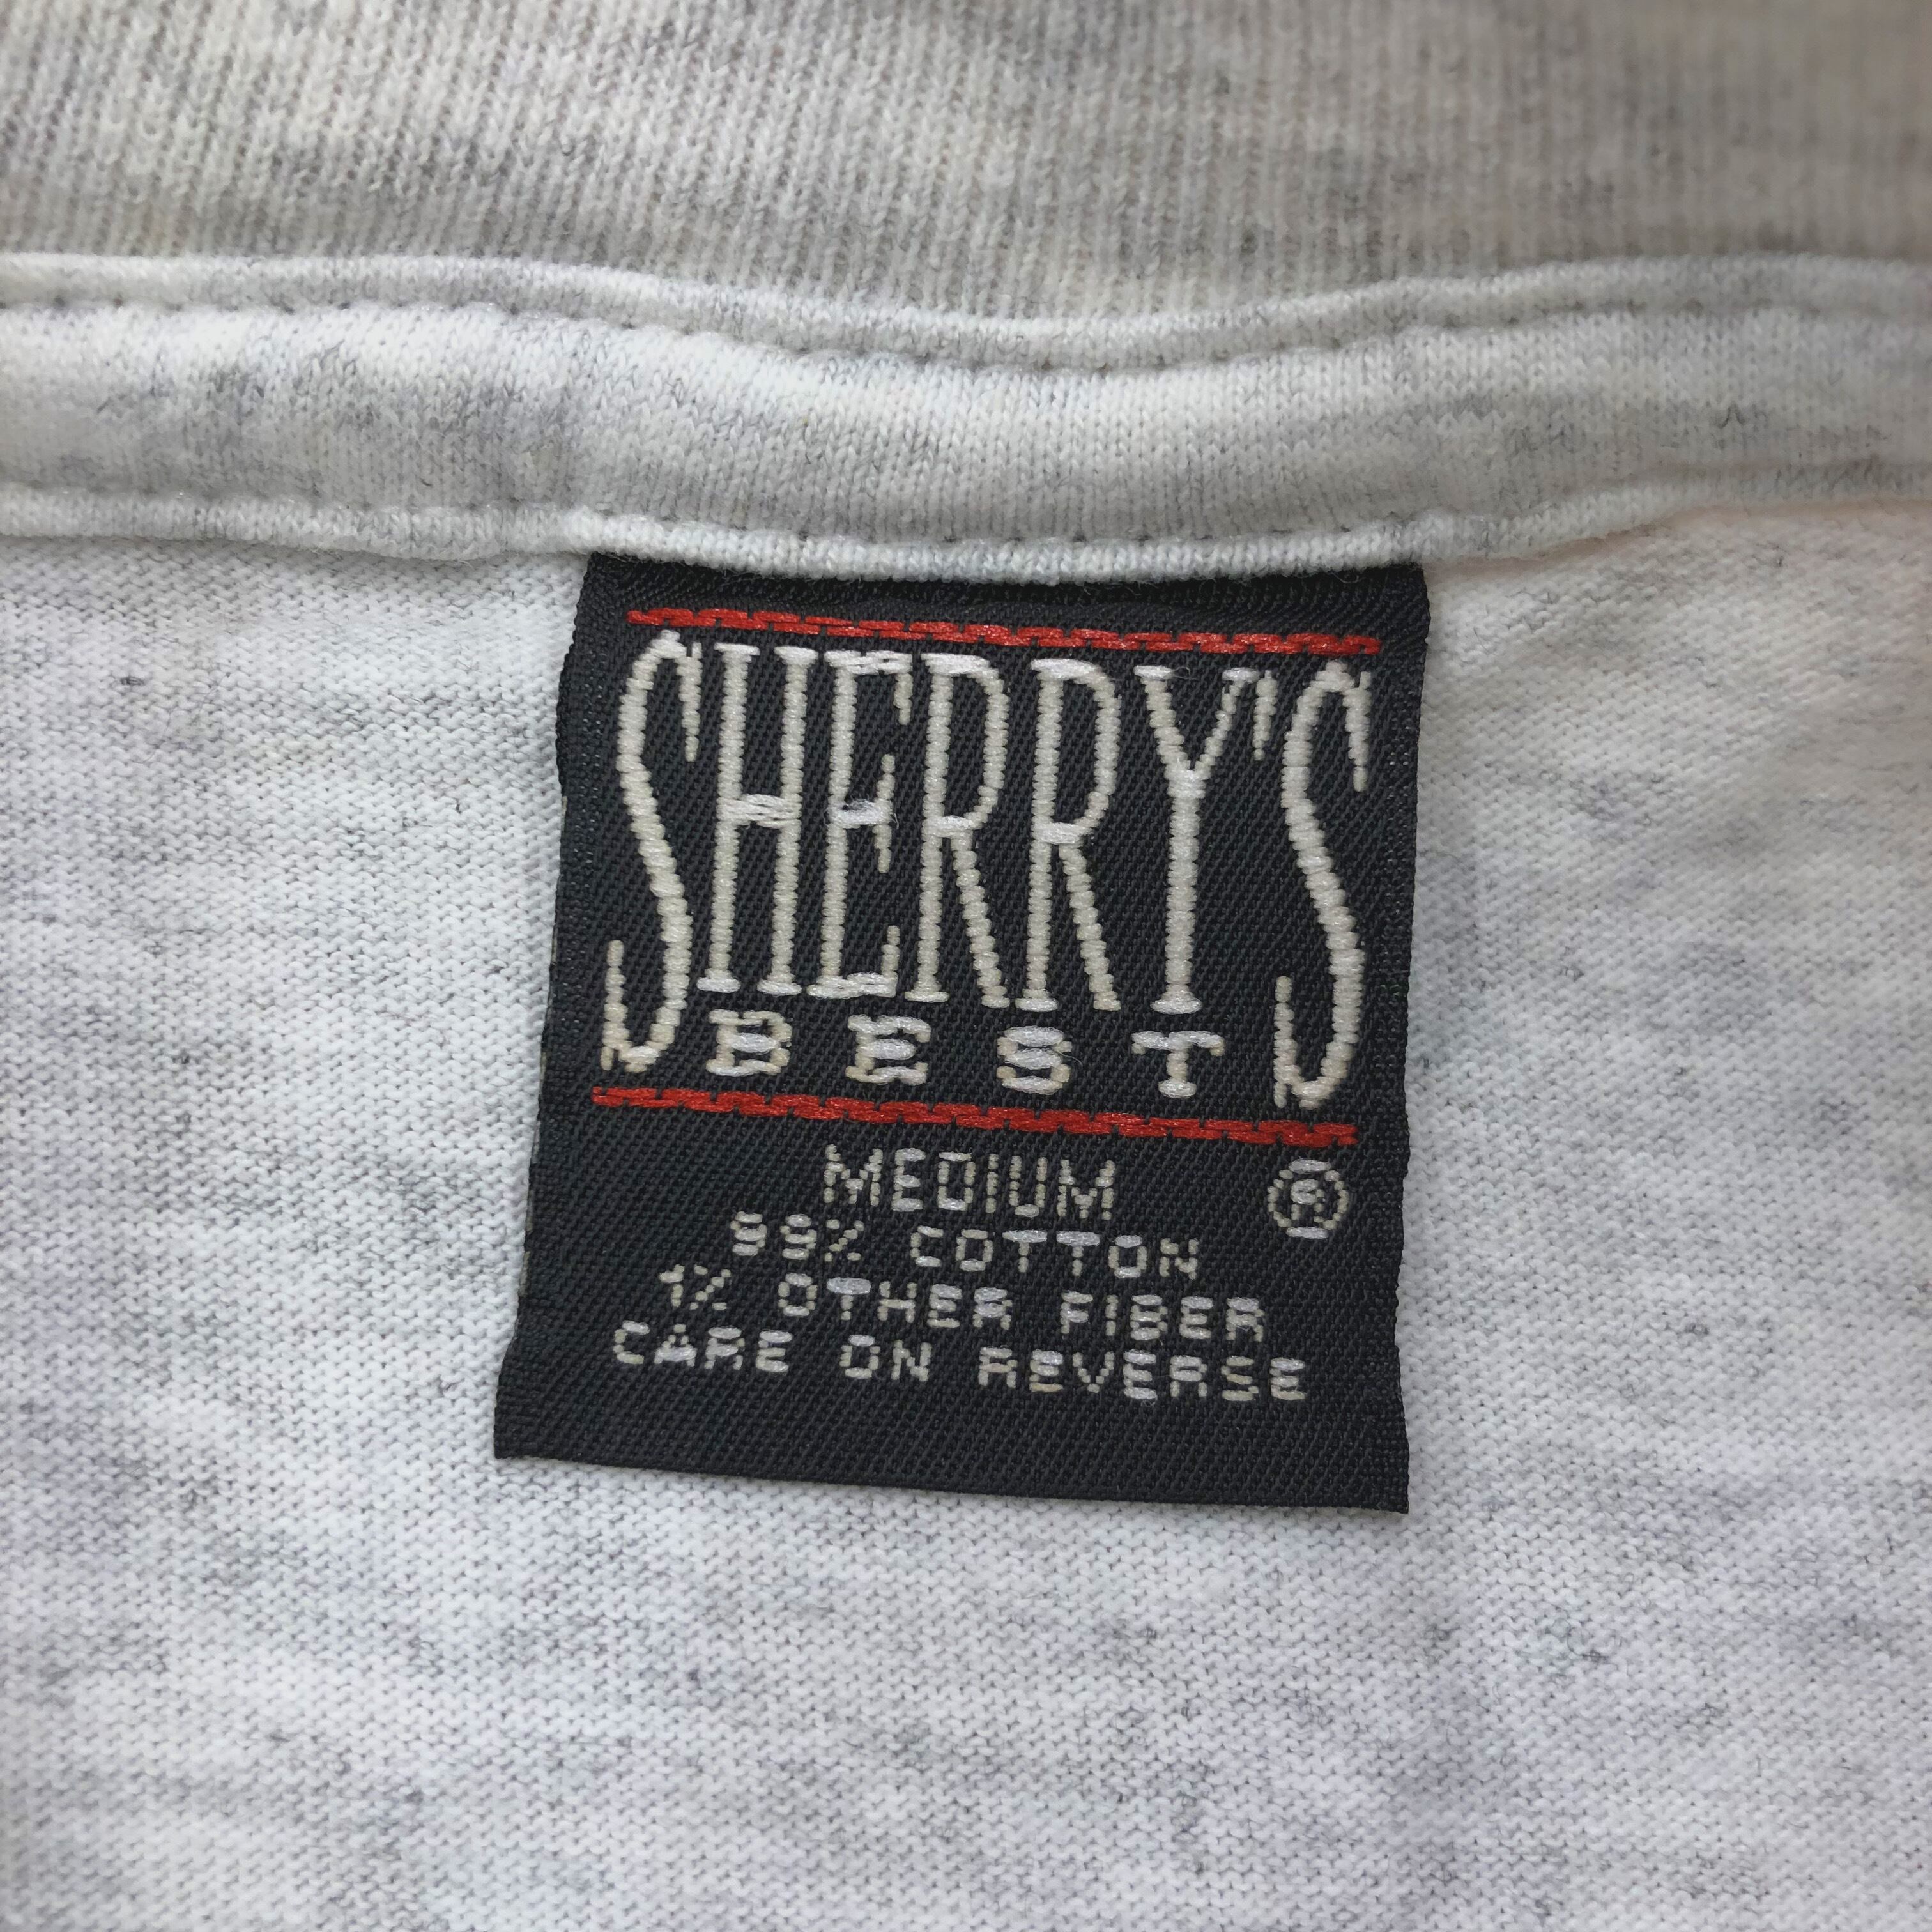 SHERRY'S
BEST
MEDIUM ®
99% COTTON
1% OTHER FIBER
CARE ON REVERSE